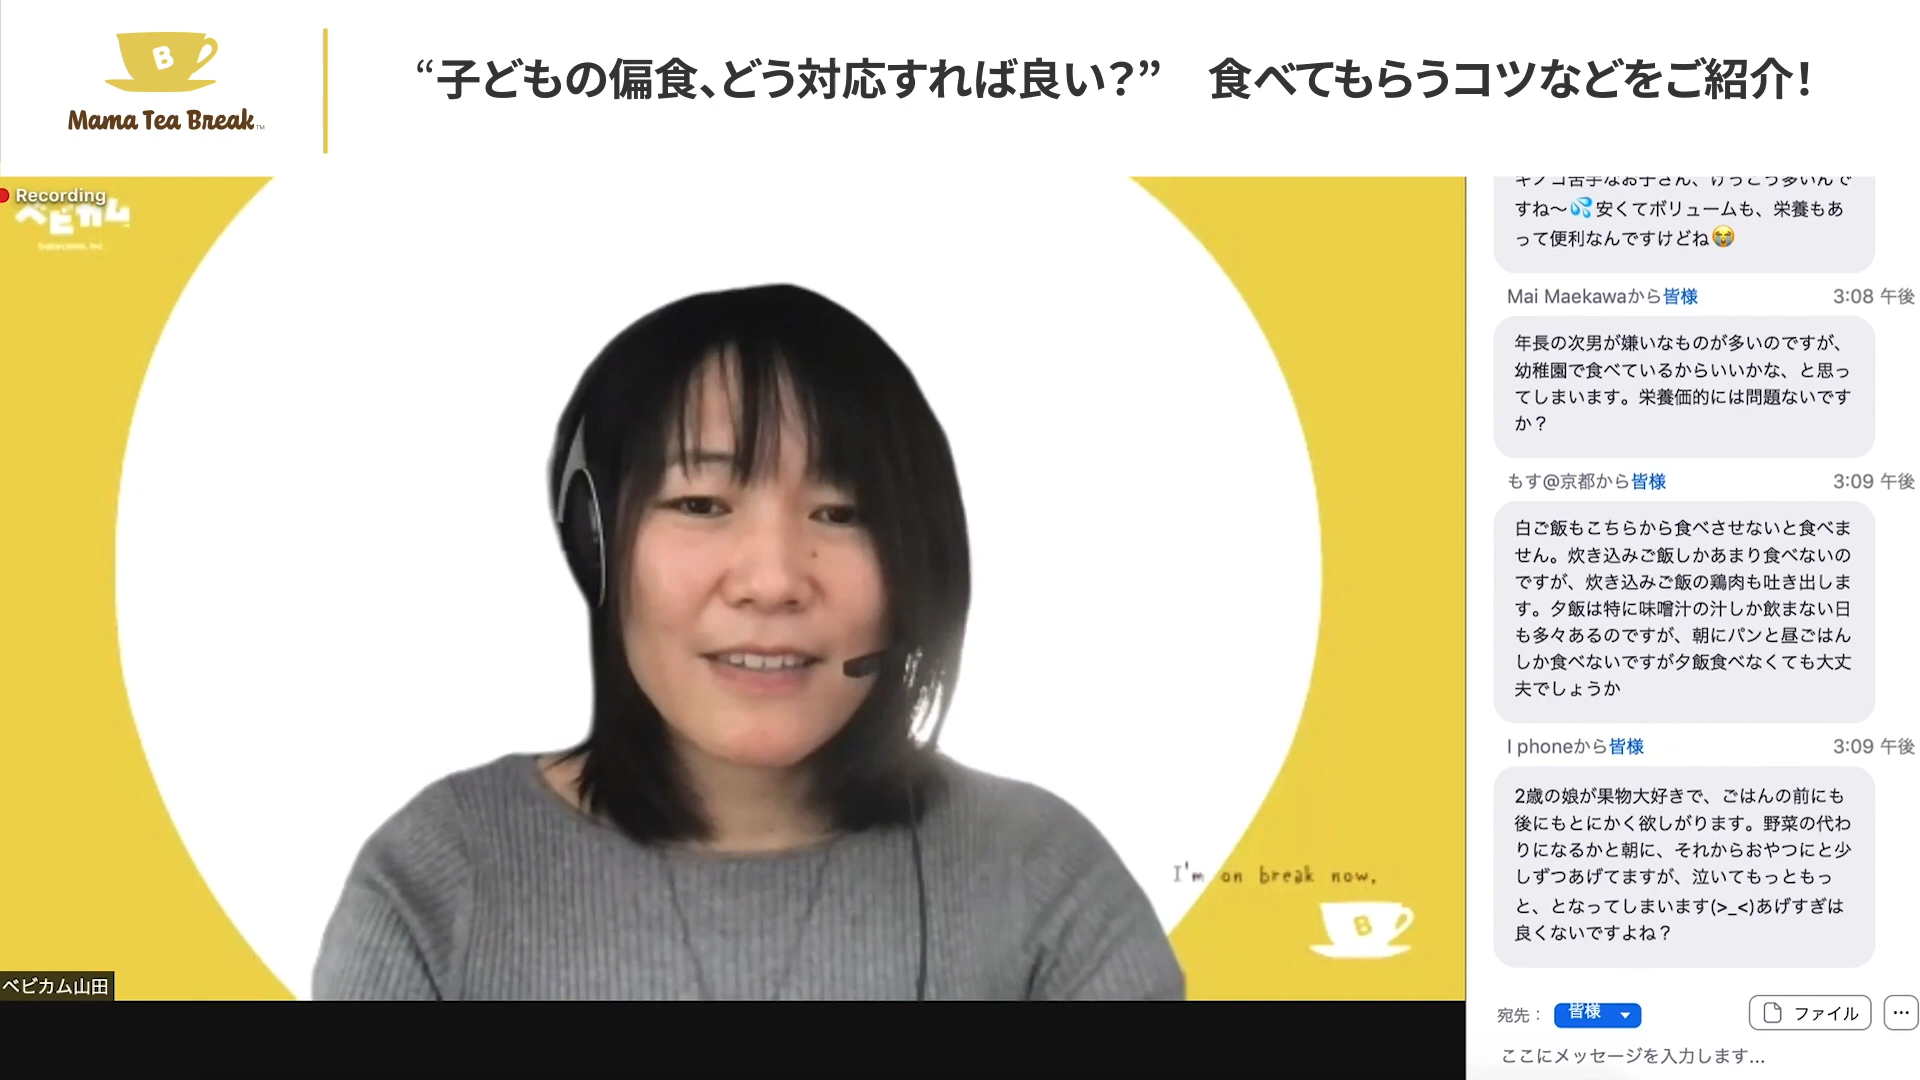 B
Mama Tea Break™
“子どもの偏食、どう対応すれば良い？” 食べてもらうコツなどをご紹介！
Recording
ベビカム
babycome, inc.
キノコ苦手なお子さん、けっこう多いんで
すね〜💦安くてボリュームも、栄養もあ
って便利なんですけどね😭
Mai Maekawaから皆様 3:08 午後
年長の次男が嫌いなものが多いのですが、
幼稚園で食べているからいいかな、と思っ
てしまいます。栄養価的には問題ないです
か？
もす@京都から皆様 3:09 午後
白ご飯もこちらから食べさせないと食べま
せん。炊き込みご飯しかあまり食べないの
ですが、炊き込みご飯の鶏肉も吐き出しま
す。夕飯は特に味噌汁の汁しか飲まない日
も多々あるのですが、朝にパンと昼ごはん
しか食べないですが夕飯食べなくても大丈
夫でしょうか
I phoneから皆様 3:09 午後
2歳の娘が果物大好きで、ごはんの前にも
後にもとにかく欲しがります。野菜の代わ
りになるかと朝に、それからおやつにと少
しずつあげてますが、泣いてもっともっ
と、となってしまいます(>_<)あげすぎは
良くないですよね？
I'm on break now.
B
ベビカム山田
宛先： 皆様 ファイル …
ここにメッセージを入力します...